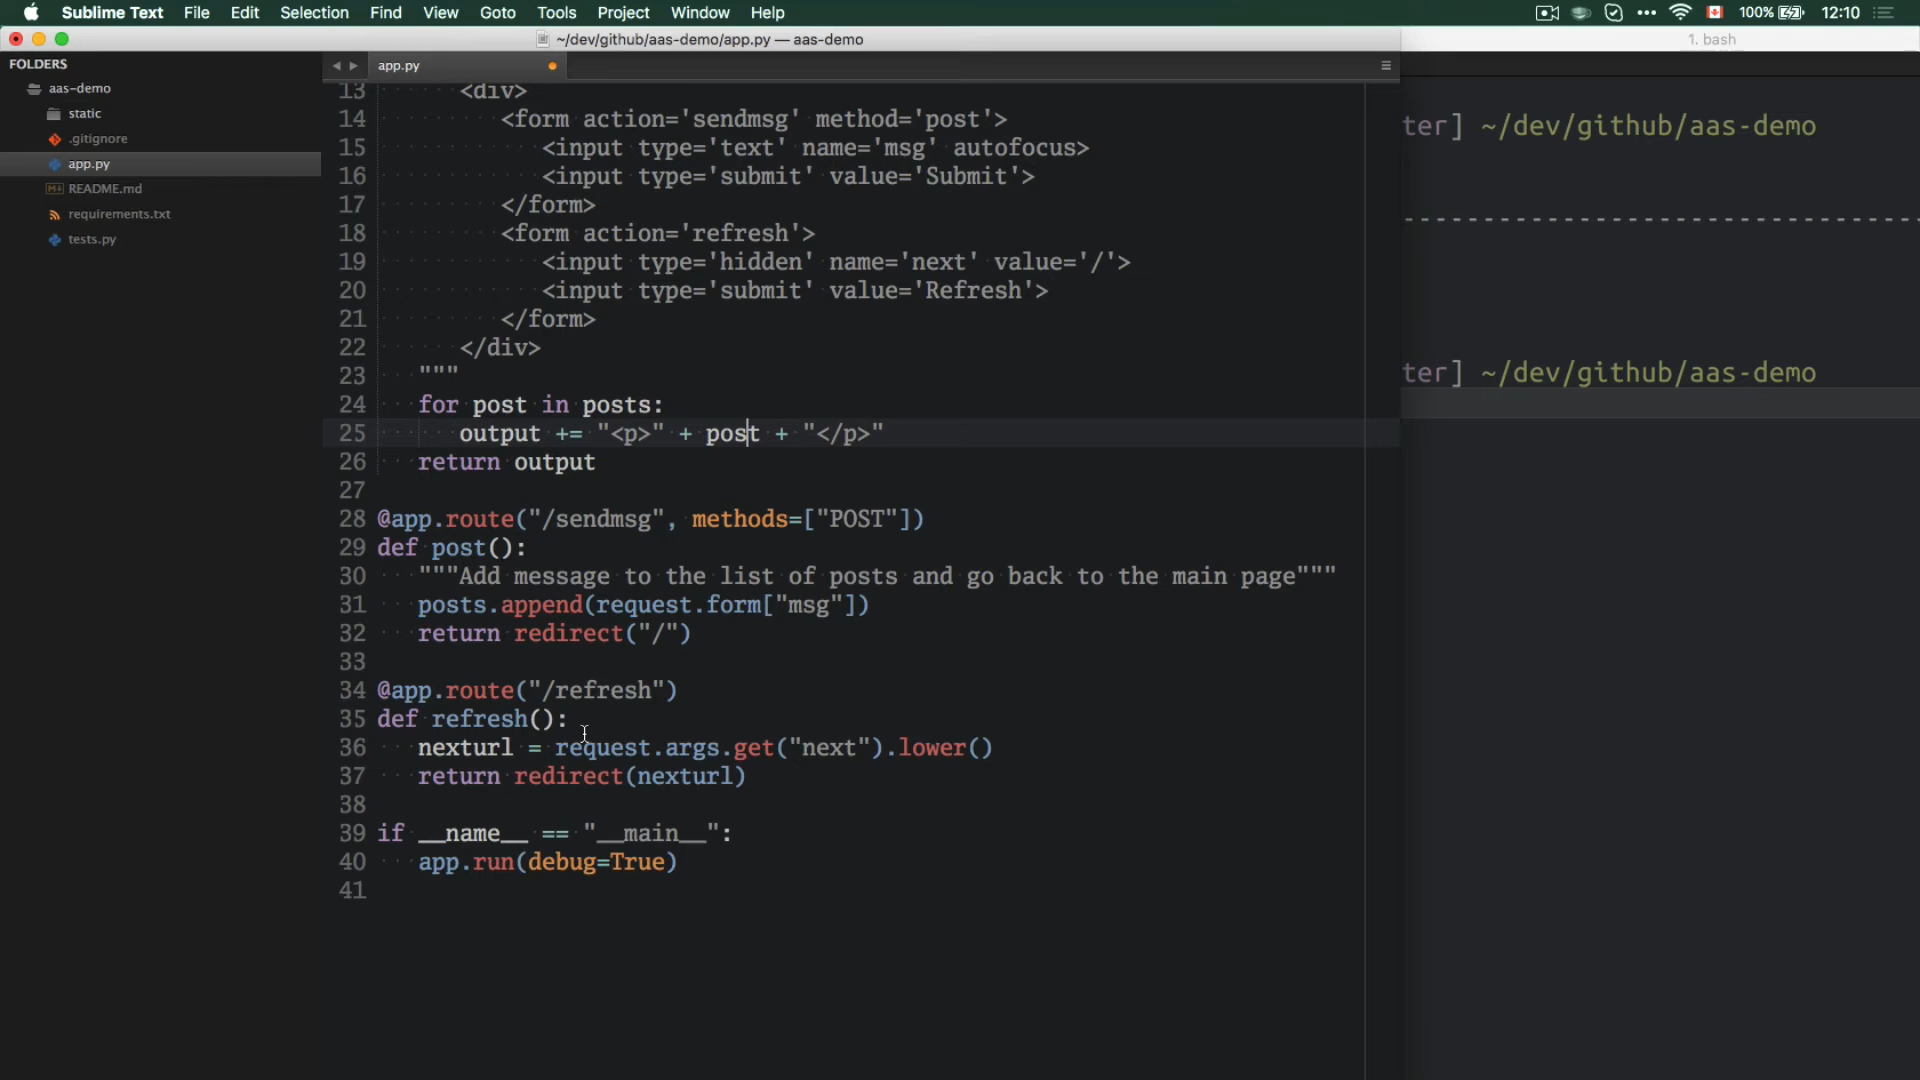 Sublime Text File Edit Selection Find View Goto Tools Project Window Help 100% 12:10
~/dev/github/aas-demo/app.py — aas-demo
1. bash
FOLDERS
aas-demo
static
.gitignore
app.py
README.md
requirements.txt
tests.py
app.py
13 <div>
14 <form action='sendmsg' method='post'>
15 <input type='text' name='msg' autofocus>
16 <input type='submit' value='Submit'>
17 </form>
18 <form action='refresh'>
19 <input type='hidden' name='next' value='/'>
20 <input type='submit' value='Refresh'>
21 </form>
22 </div>
23 """
24 for post in posts:
25 output += "<p>" + post + "</p>"
26 return output
27
28 @app.route("/sendmsg", methods=["POST"])
29 def post():
30 """Add message to the list of posts and go back to the main page"""
31 posts.append(request.form["msg"])
32 return redirect("/")
33
34 @app.route("/refresh")
35 def refresh():
36 nexturl = request.args.get("next").lower()
37 return redirect(nexturl)
38
39 if __name__ == "__main__":
40 app.run(debug=True)
41
ter] ~/dev/github/aas-demo
ter] ~/dev/github/aas-demo